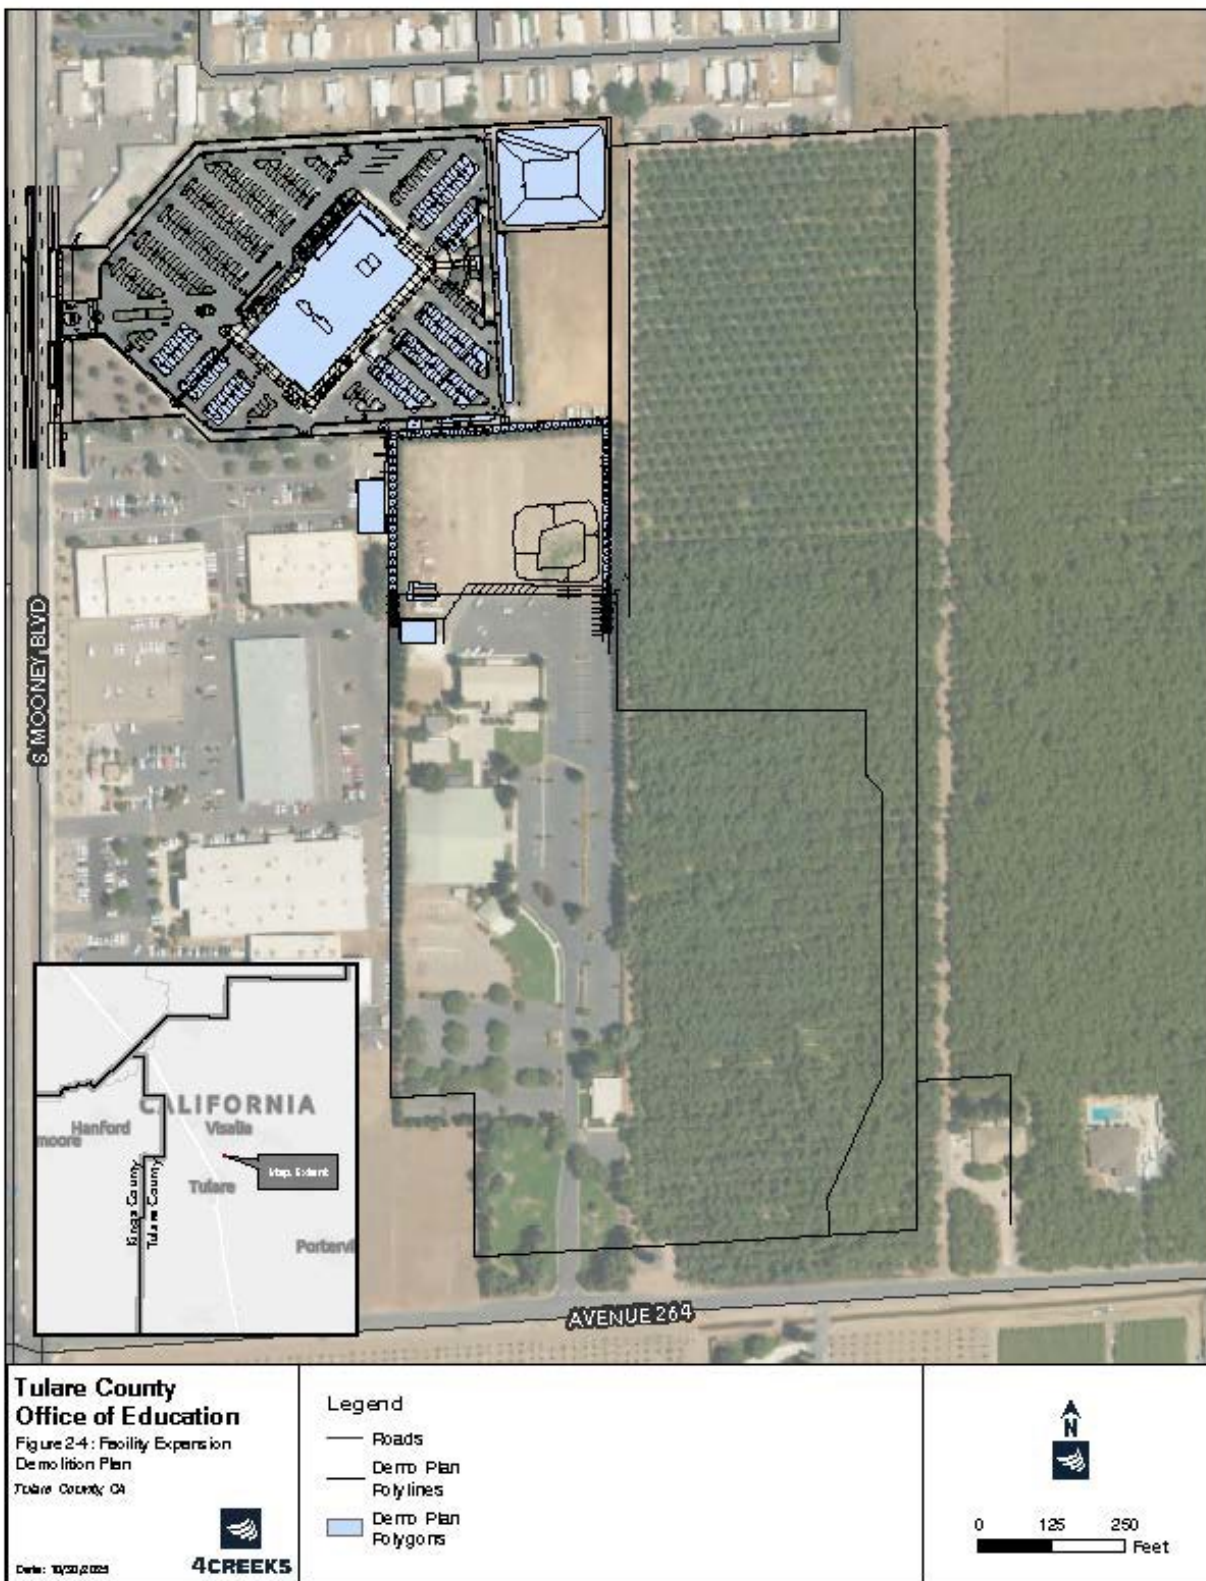 S MOONEY BLVD
CALIFORNIA
Hanford
Visalia
moore
Map Extent
Tulare
Kings County
Tulare County
Portervi
AVENUE 264
Tulare County
Office of Education
Figure 2-4: Facility Expansion
Demolition Plan
Tulare County, CA
4CREEKS
Legend
Roads
Demo Plan
Polylines
Demo Plan
Polygons
N
0 125 250
Feet